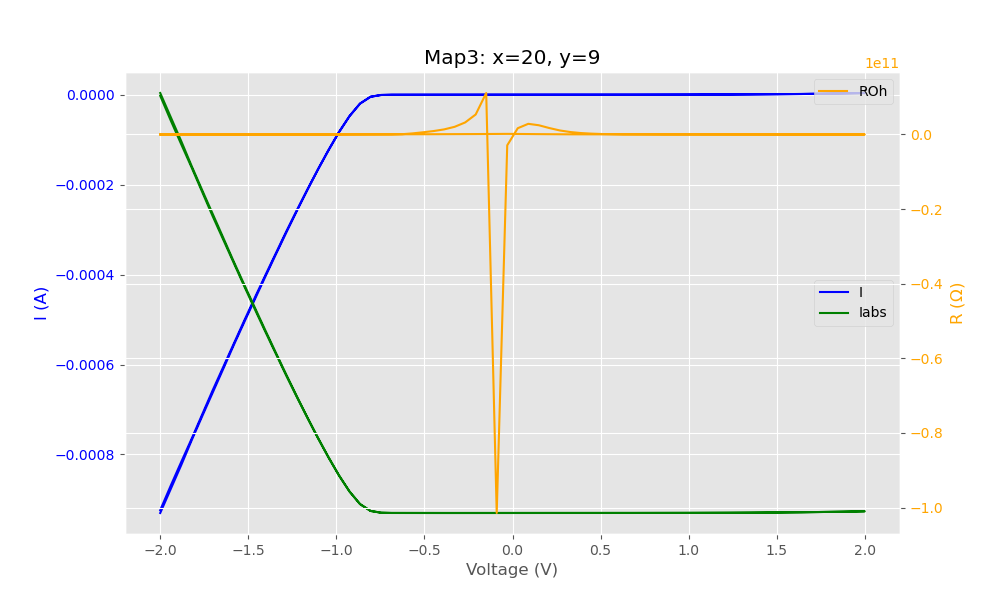 Map3: x=20, y=9
1e11
ROh
I
Iabs
0.0000
−0.0002
−0.0004
−0.0006
−0.0008
I (A)
0.0
−0.2
−0.4
−0.6
−0.8
−1.0
R (Ω)
−2.0 −1.5 −1.0 −0.5 0.0 0.5 1.0 1.5 2.0
Voltage (V)